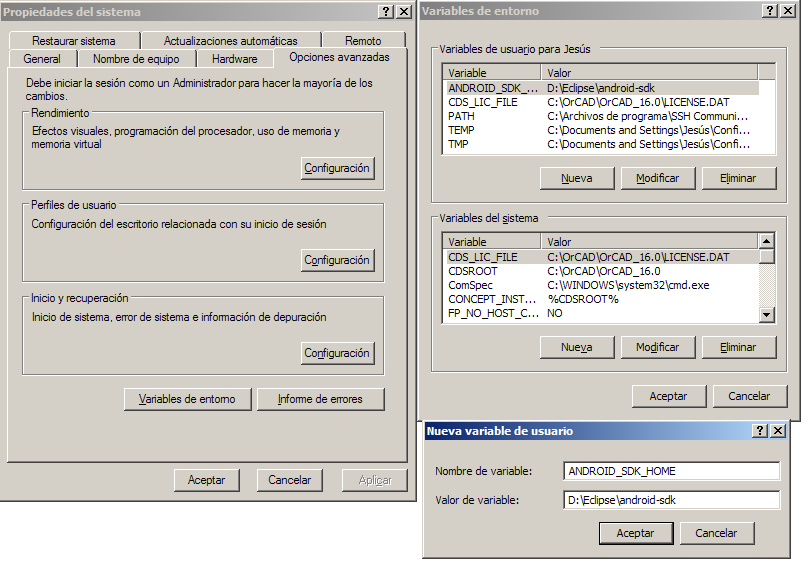 Propiedades del sistema
Restaurar sistema
Actualizaciones automáticas
Remoto
General
Nombre de equipo
Hardware
Opciones avanzadas
Debe iniciar la sesión como un Administrador para hacer la mayoría de los
cambios.
Rendimiento
Efectos visuales, programación del procesador, uso de memoria y
memoria virtual
Configuración
Perfiles de usuario
Configuración del escritorio relacionada con su inicio de sesión
Configuración
Inicio y recuperación
Inicio de sistema, error de sistema e información de depuración
Configuración
Variables de entorno
Informe de errores
Aceptar
Cancelar
Aplicar
Variables de entorno
Variables de usuario para Jesús
Variable Valor
ANDROID_SDK_... D:\Eclipse\android-sdk
CDS_LIC_FILE C:\OrCAD\OrCAD_16.0\LICENSE.DAT
PATH C:\Archivos de programa\SSH Communi...
TEMP C:\Documents and Settings\Jesús\Confi...
TMP C:\Documents and Settings\Jesús\Confi...
Nueva
Modificar
Eliminar
Variables del sistema
Variable Valor
CDS_LIC_FILE C:\OrCAD\OrCAD_16.0\LICENSE.DAT
CDSROOT C:\OrCAD\OrCAD_16.0
ComSpec C:\WINDOWS\system32\cmd.exe
CONCEPT_INST... %CDSROOT%
FP_NO_HOST_C... NO
Nueva
Modificar
Eliminar
Aceptar
Cancelar
Nueva variable de usuario
Nombre de variable: ANDROID_SDK_HOME
Valor de variable: D:\Eclipse\android-sdk
Aceptar
Cancelar